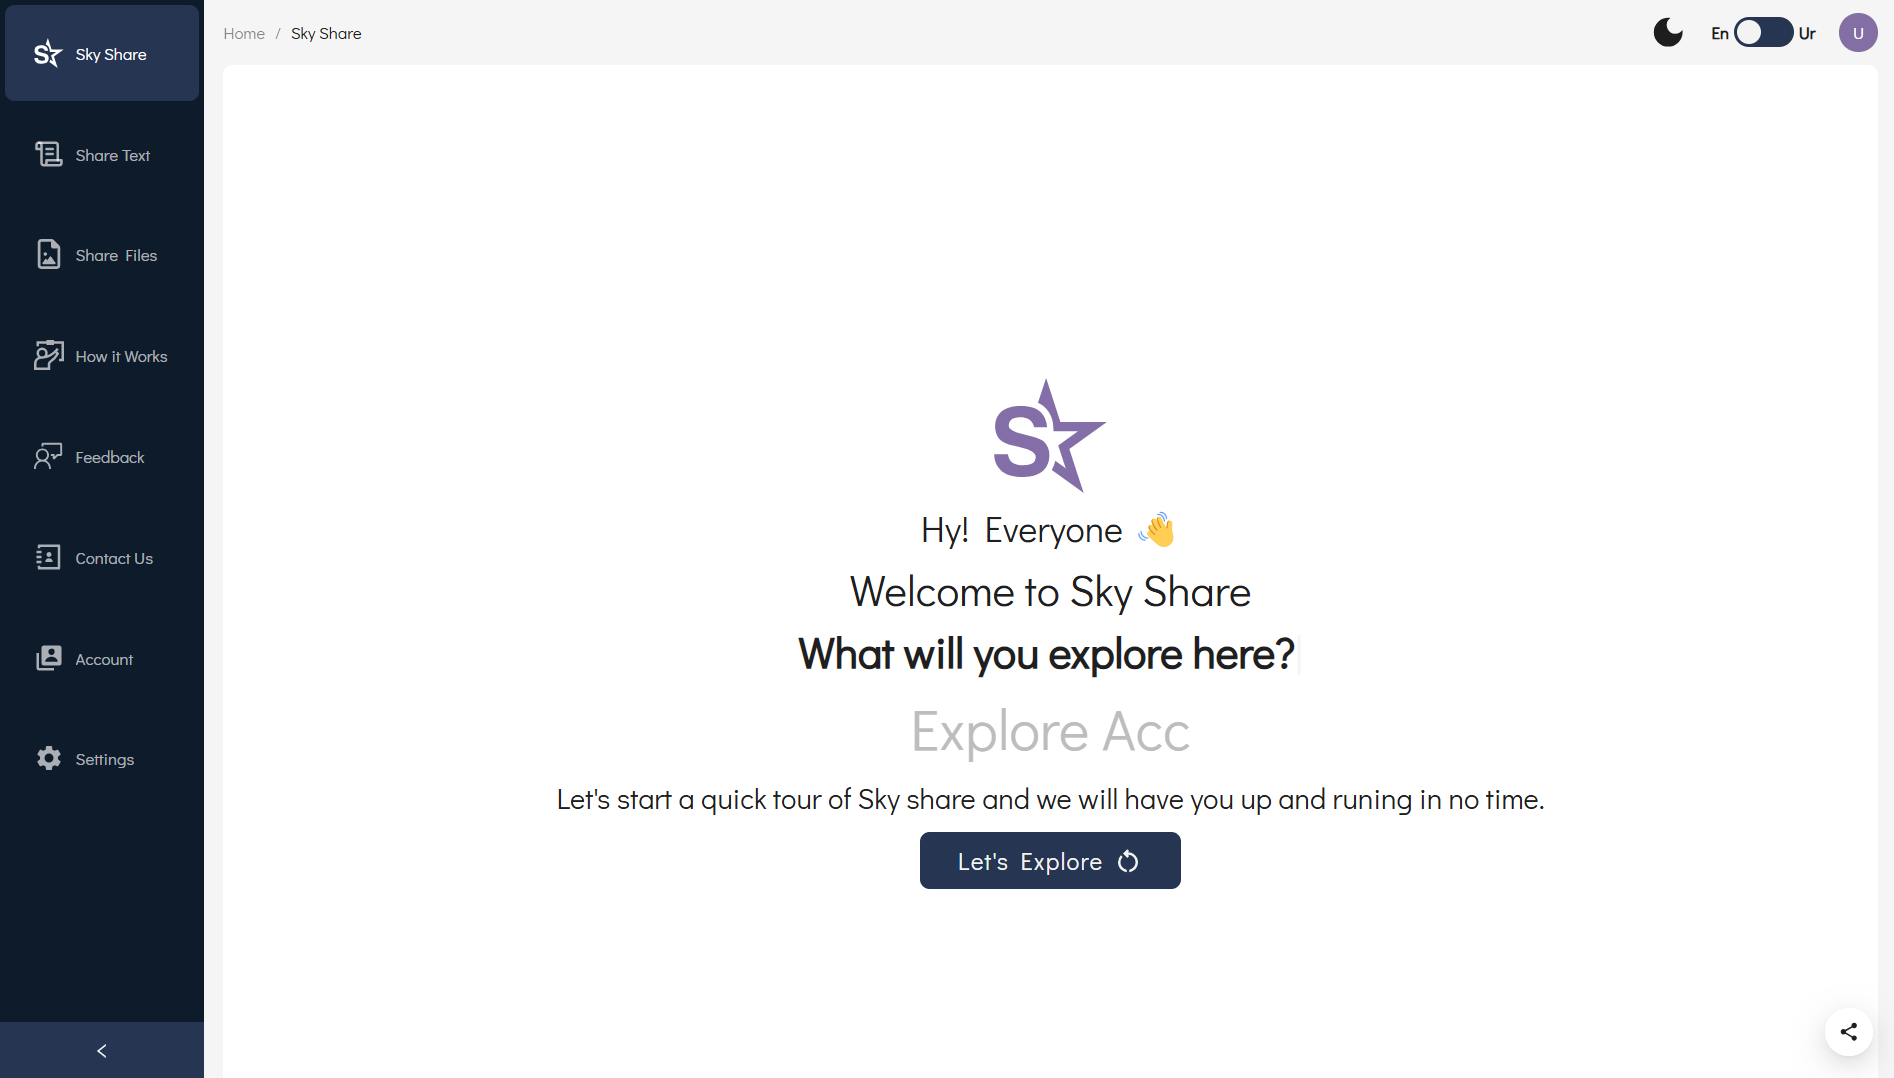 Sky Share
Share Text
Share Files
How it Works
Feedback
Contact Us
Account
Settings
Home / Sky Share
En Ur U
S
Hy! Everyone 👋
Welcome to Sky Share
What will you explore here?
Explore Acc
Let's start a quick tour of Sky share and we will have you up and runing in no time.
Let's Explore